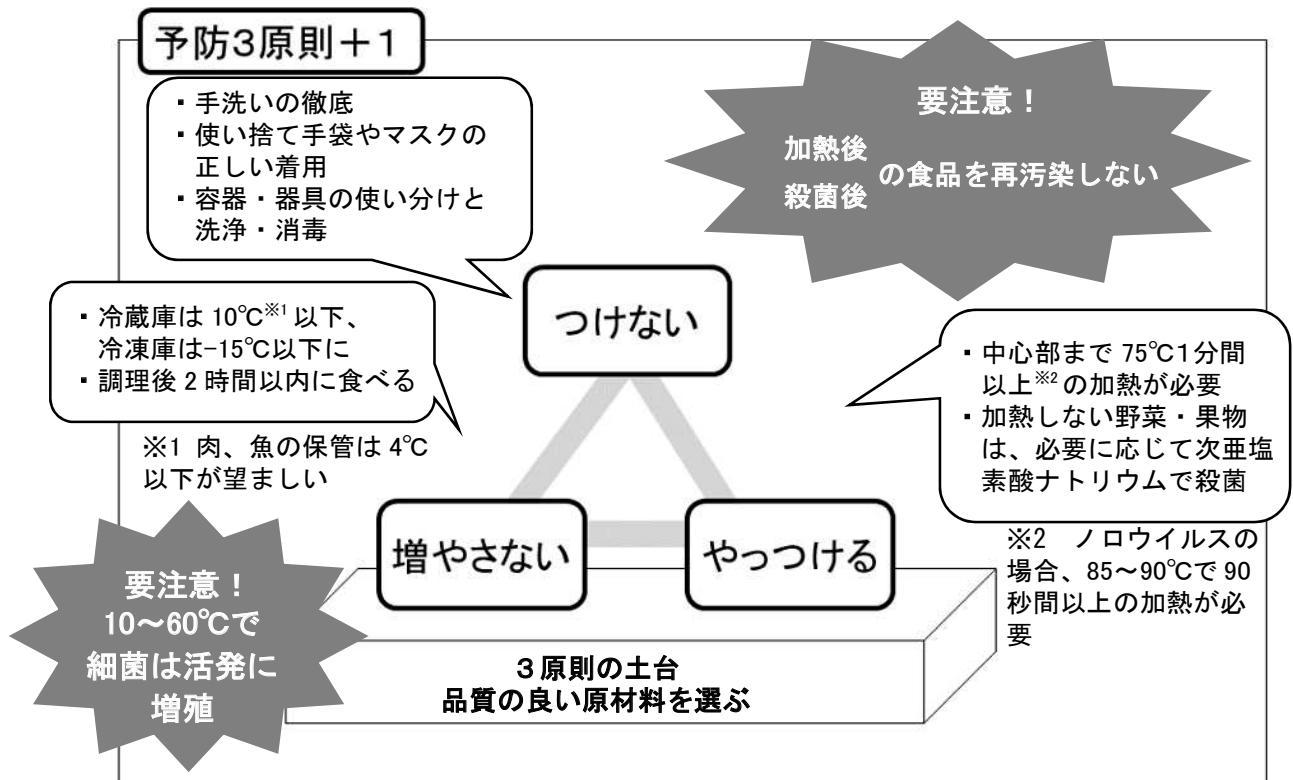 予防3原則＋1
・手洗いの徹底
・使い捨て手袋やマスクの
正しい着用
・容器・器具の使い分けと
洗浄・消毒
要注意！
加熱後
殺菌後
の食品を再汚染しない
つけない
・冷蔵庫は 10℃※1 以下、
冷凍庫は-15℃以下に
・調理後 2 時間以内に食べる
※1 肉、魚の保管は 4℃
以下が望ましい
・中心部まで 75℃1分間
以上※2 の加熱が必要
・加熱しない野菜・果物
は、必要に応じて次亜塩
素酸ナトリウムで殺菌
※2　ノロウイルスの
場合、85～90℃で 90
秒間以上の加熱が必
要
増やさない
やっつける
要注意！
10～60℃で
細菌は活発に
増殖
3原則の土台
品質の良い原材料を選ぶ